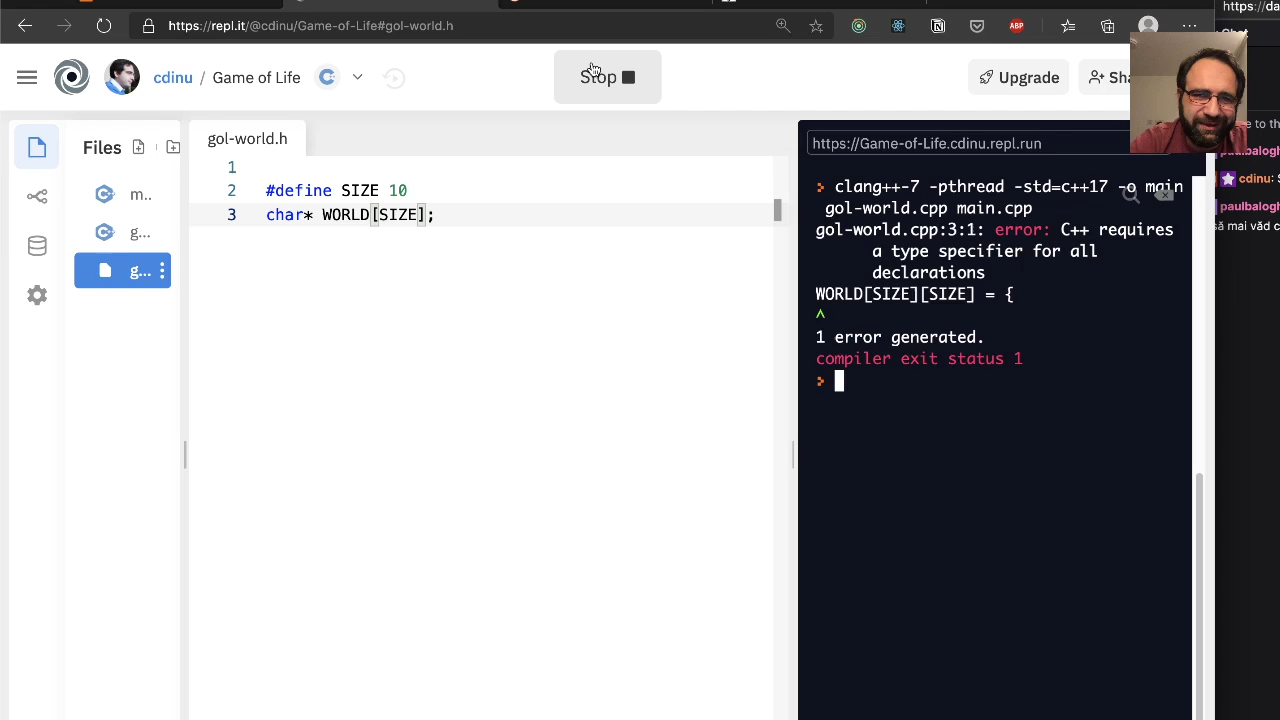 https://repl.it/@cdinu/Game-of-Life#gol-world.h
https://da
ABP
Chat
cdinu / Game of Life
Stop
Upgrade
Sha
Files
gol-world.h
https://Game-of-Life.cdinu.repl.run
m..
g...
g...
1
2 #define SIZE 10
3 char* WORLD[SIZE];
clang++-7 -pthread -std=c++17 -o main
gol-world.cpp main.cpp
gol-world.cpp:3:1: error: C++ requires
a type specifier for all
declarations
WORLD[SIZE][SIZE] = {
^
1 error generated.
compiler exit status 1
e to th
paulbalogh
cdinu: S
paulbalogh
să mai văd c